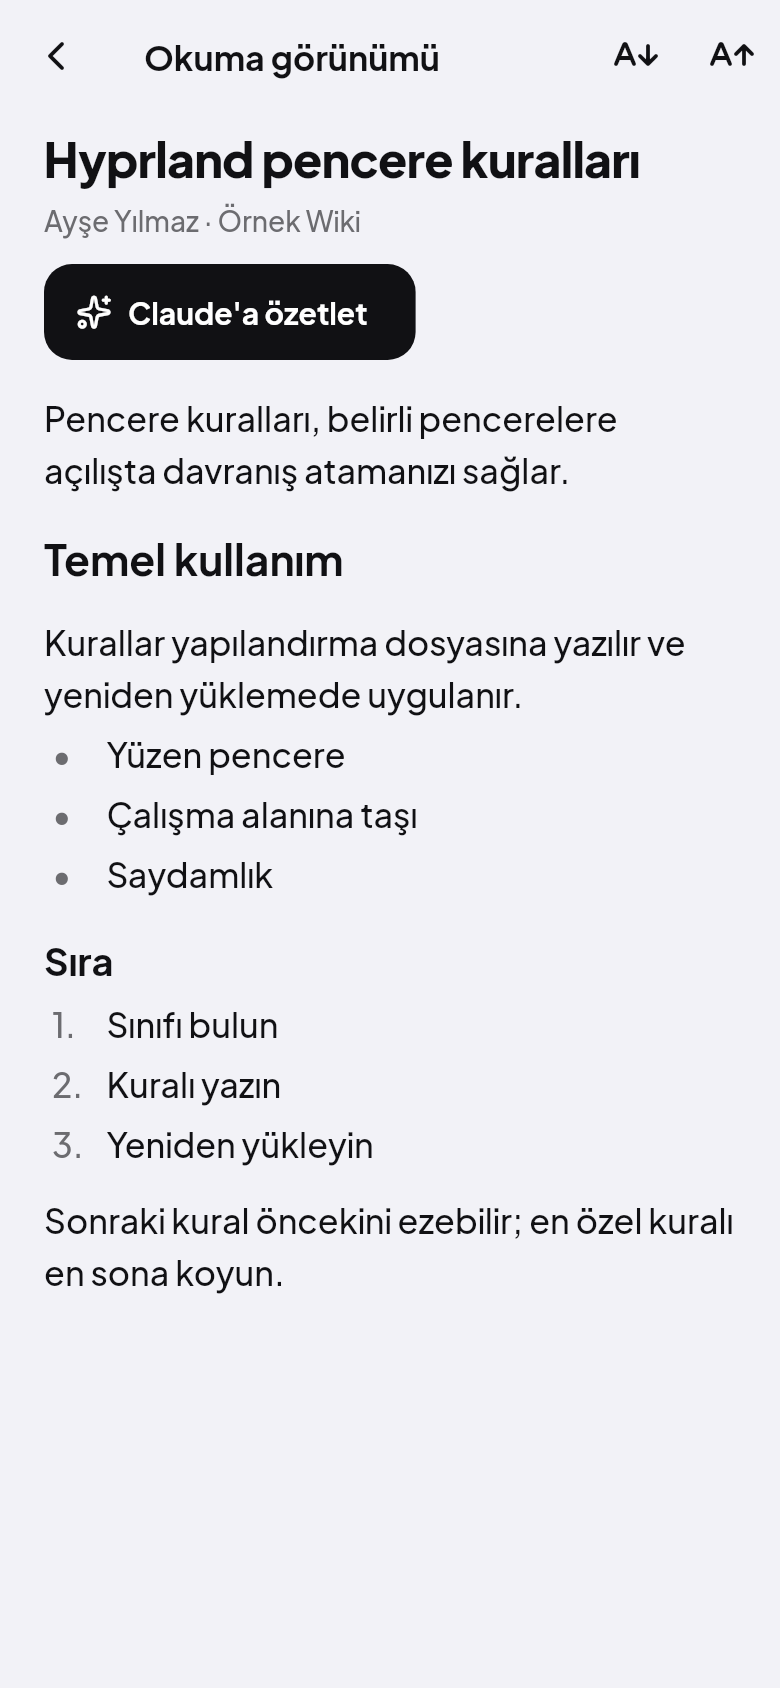 Okuma görünümü
A↓ A↑
Hyprland pencere kuralları
Ayşe Yılmaz · Örnek Wiki
Claude'a özetlet
Pencere kuralları, belirli pencerelere
açılışta davranış atamanızı sağlar.
Temel kullanım
Kurallar yapılandırma dosyasına yazılır ve
yeniden yüklemede uygulanır.
• Yüzen pencere
• Çalışma alanına taşı
• Saydamlık
Sıra
1. Sınıfı bulun
2. Kuralı yazın
3. Yeniden yükleyin
Sonraki kural öncekini ezebilir; en özel kuralı
en sona koyun.